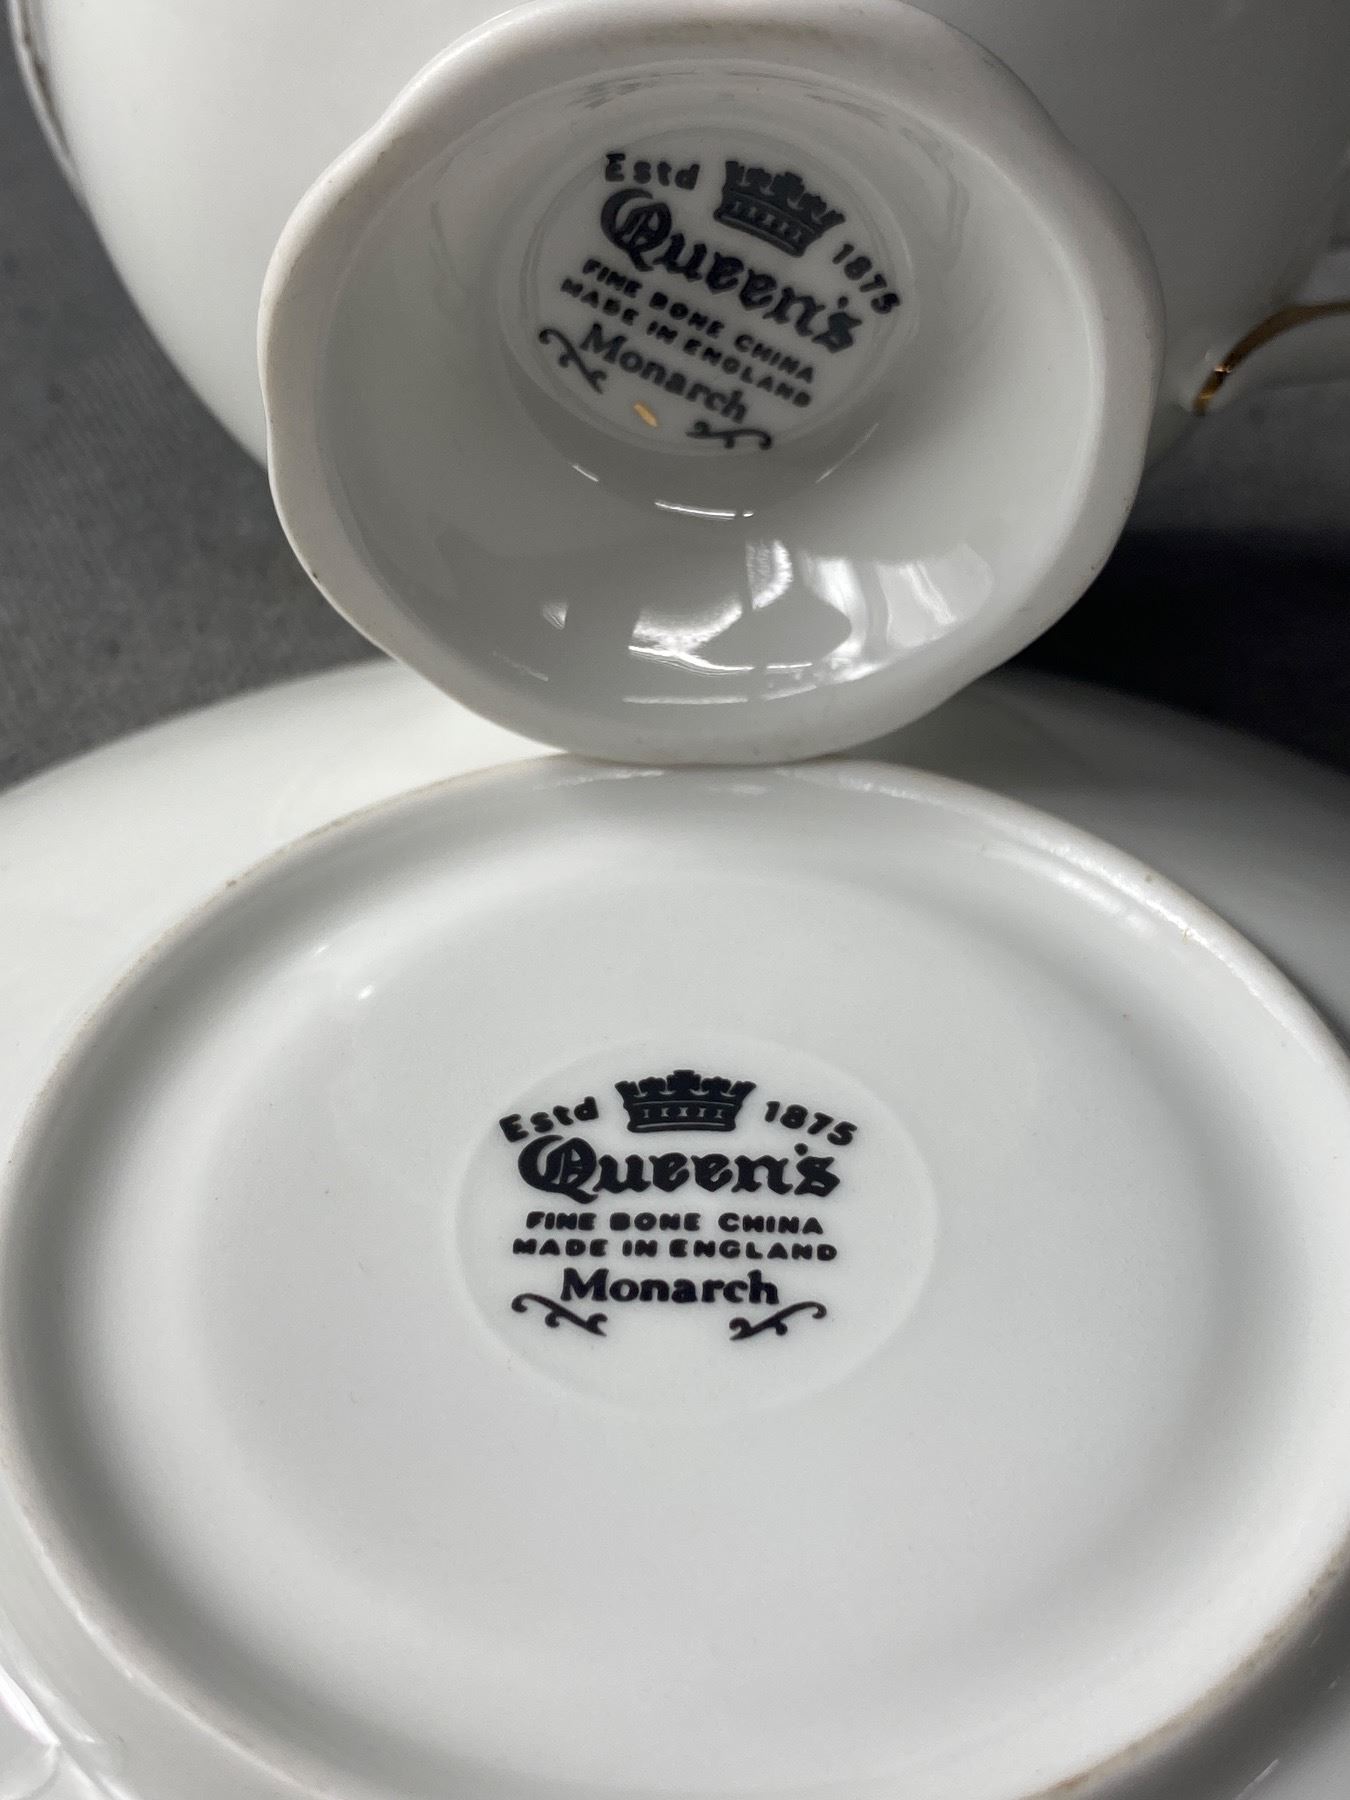 Estd 1875
Queen's
FINE BONE CHINA
MADE IN ENGLAND
Monarch
Estd 1875
Queen's
FINE BONE CHINA
MADE IN ENGLAND
Monarch